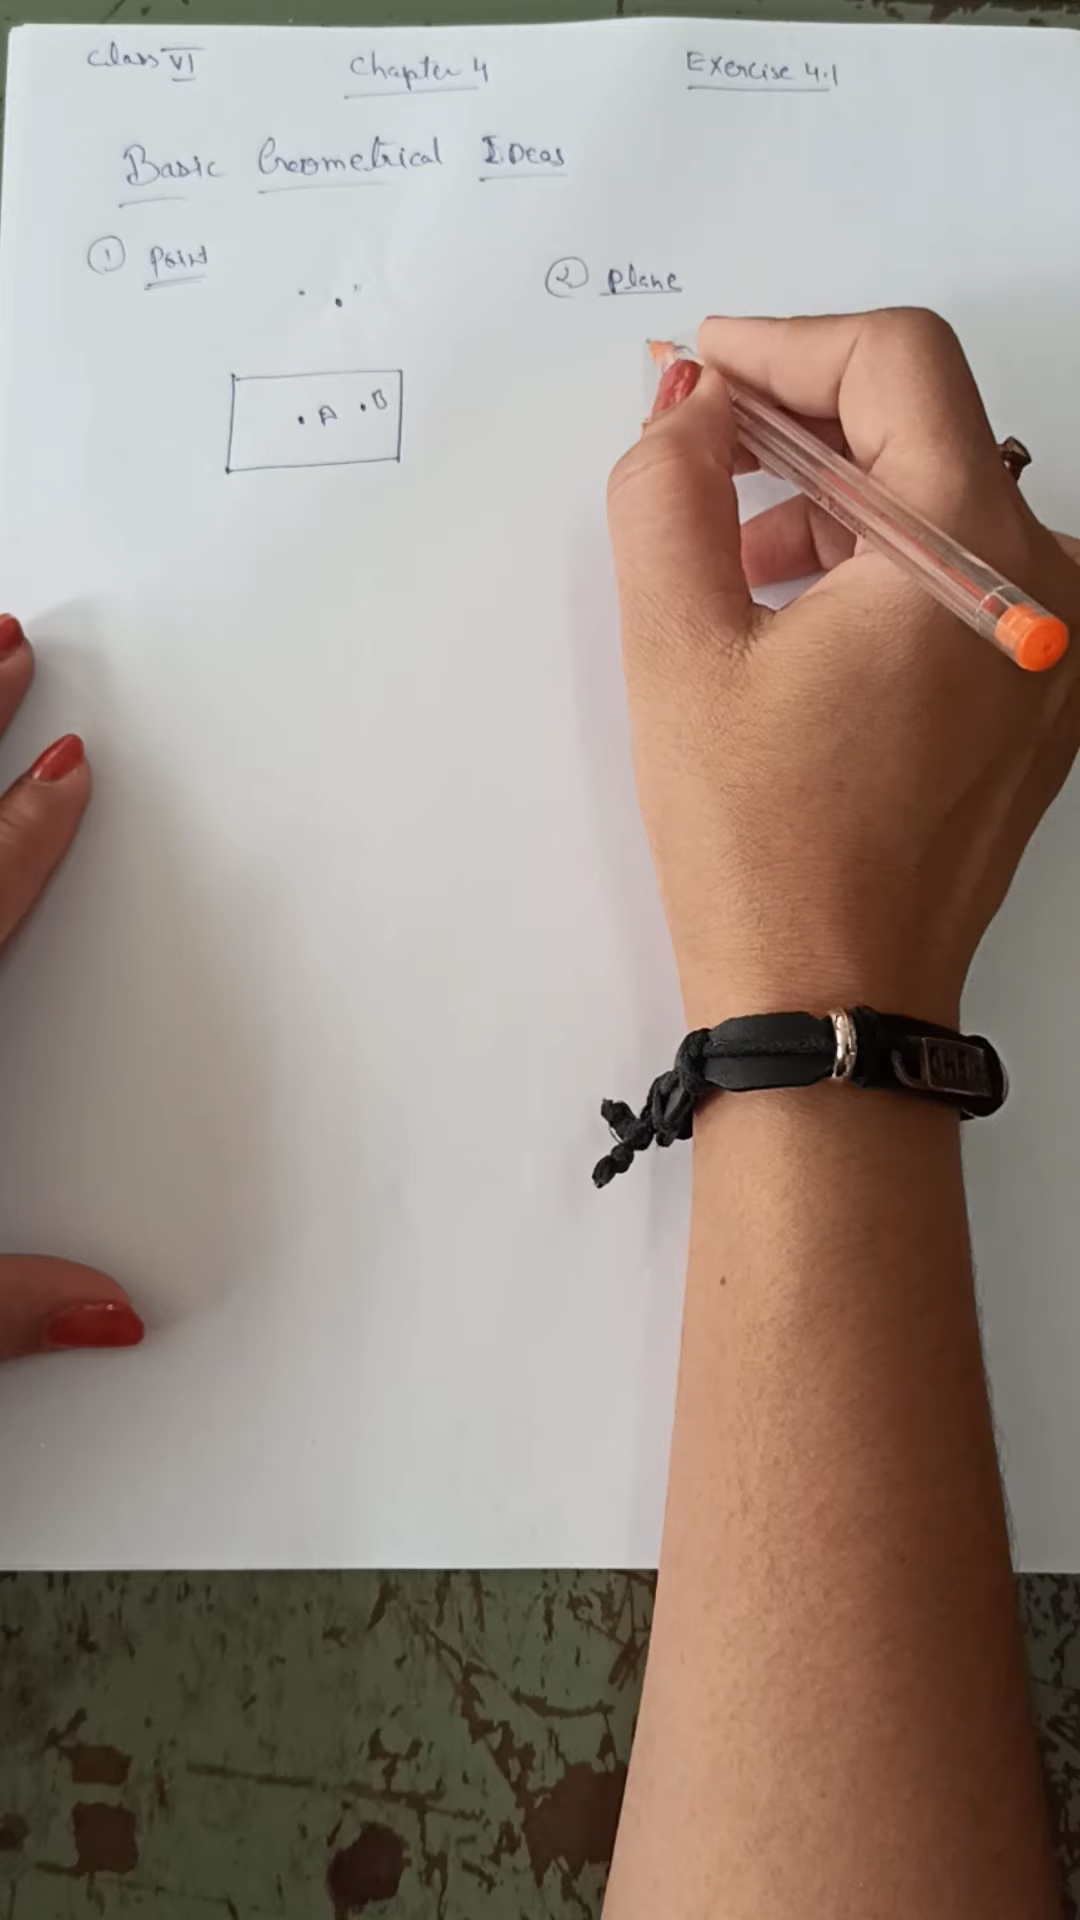 Class VI Chapter 4 Exercise 4.1
Basic Geometrical Ideas
① Point
② plane
. A . B